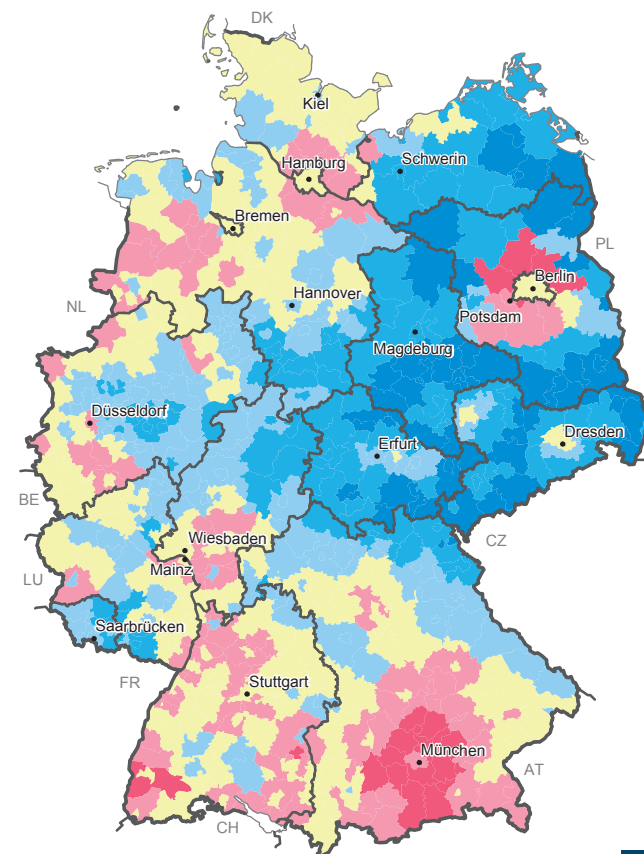 DK
Kiel
Hamburg
Schwerin
Bremen
PL
Berlin
NL
Hannover
Potsdam
Magdeburg
Düsseldorf
Dresden
Erfurt
BE
CZ
Wiesbaden
Mainz
LU
Saarbrücken
FR
Stuttgart
München
AT
CH